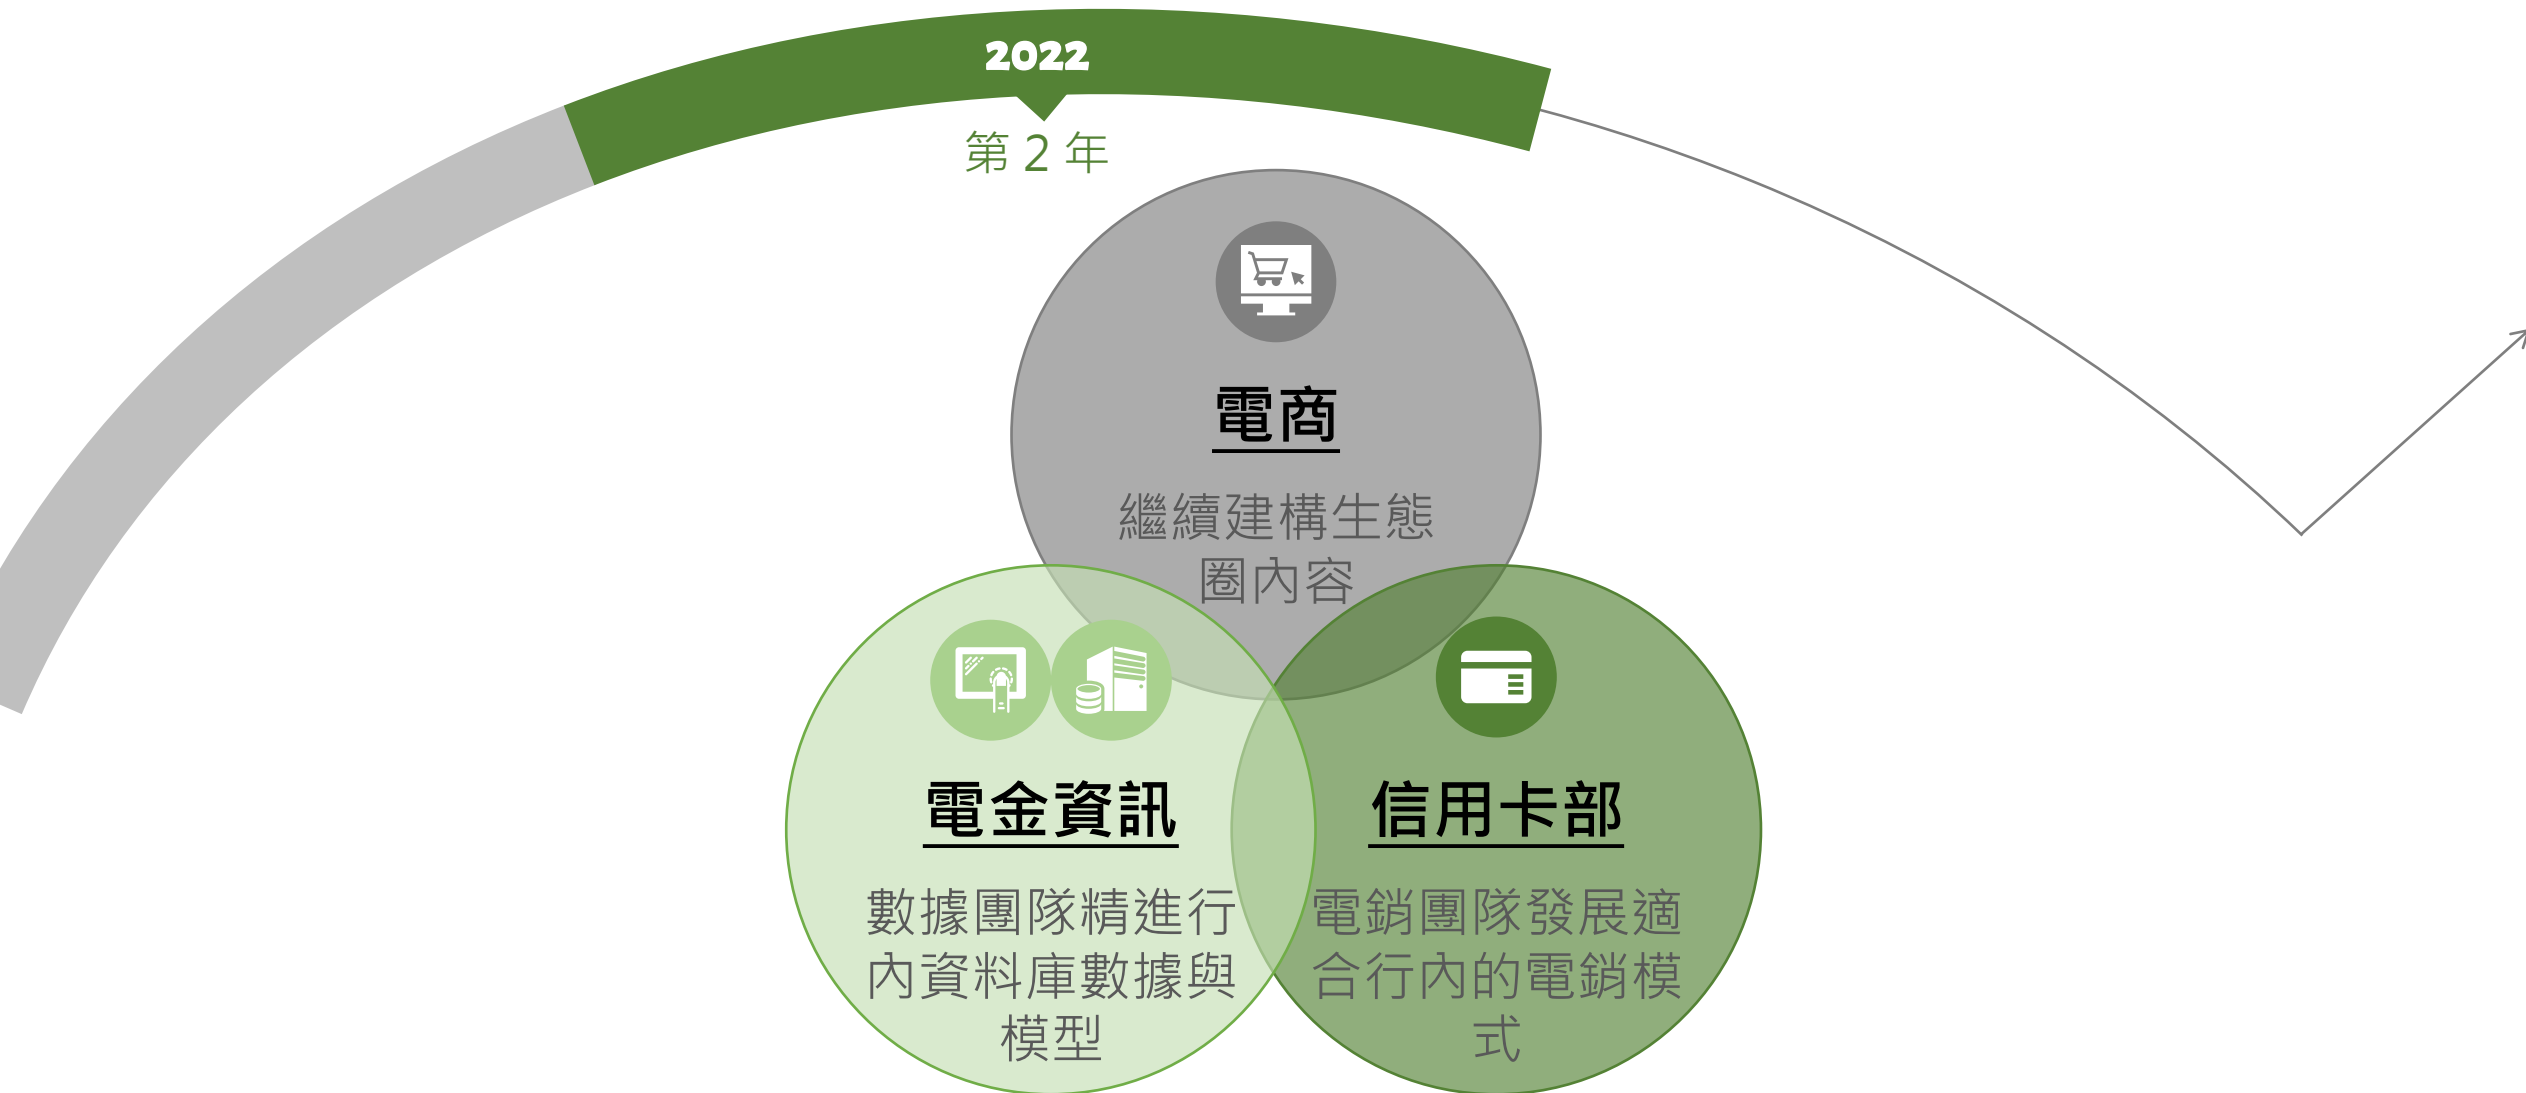 2022
第 2 年
電商
繼續建構生態
圈內容
電金資訊
數據團隊精進行
內資料庫數據與
模型
信用卡部
電銷團隊發展適
合行內的電銷模
式